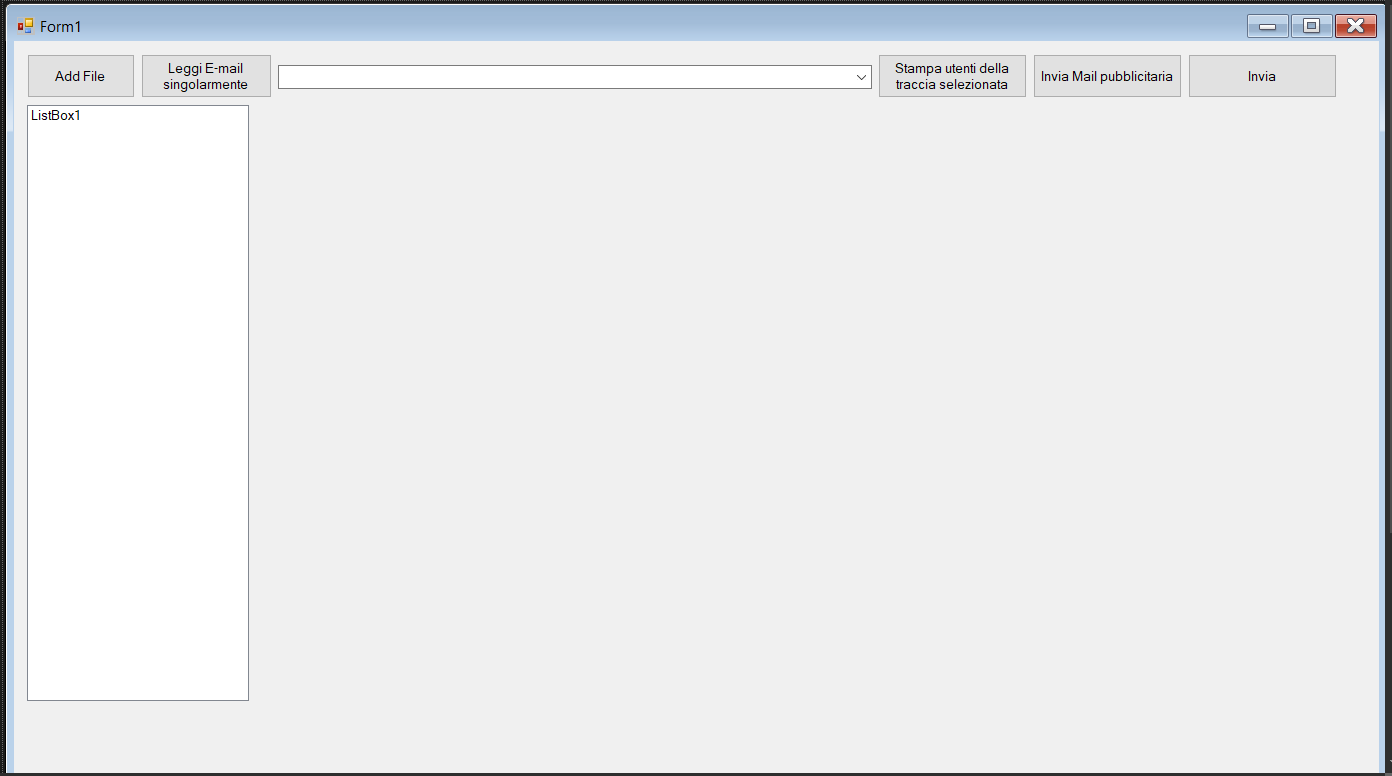 Form1
Add File
Leggi E-mail
singolarmente
Stampa utenti della
traccia selezionata
Invia Mail pubblicitaria
Invia
ListBox1